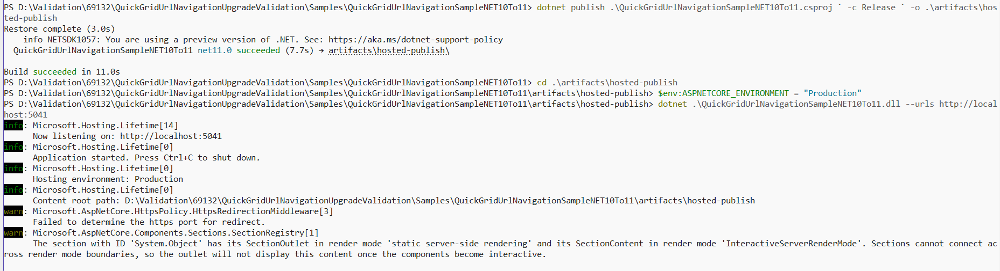 PS D:\Validation\69132\QuickGridUrlNavigationUpgradeValidation\Samples\QuickGridUrlNavigationSampleNET10To11> dotnet publish .\QuickGridUrlNavigationSampleNET10To11.csproj ` -c Release ` -o .\artifacts\hos
ted-publish
Restore complete (3.0s)
    info NETSDK1057: You are using a preview version of .NET. See: https://aka.ms/dotnet-support-policy
  QuickGridUrlNavigationSampleNET10To11 net11.0 succeeded (7.7s) → artifacts\hosted-publish\
Build succeeded in 11.0s
PS D:\Validation\69132\QuickGridUrlNavigationUpgradeValidation\Samples\QuickGridUrlNavigationSampleNET10To11> cd .\artifacts\hosted-publish
PS D:\Validation\69132\QuickGridUrlNavigationUpgradeValidation\Samples\QuickGridUrlNavigationSampleNET10To11\artifacts\hosted-publish> $env:ASPNETCORE_ENVIRONMENT = "Production"
PS D:\Validation\69132\QuickGridUrlNavigationUpgradeValidation\Samples\QuickGridUrlNavigationSampleNET10To11\artifacts\hosted-publish> dotnet .\QuickGridUrlNavigationSampleNET10To11.dll --urls http://local
host:5041
info: Microsoft.Hosting.Lifetime[14]
      Now listening on: http://localhost:5041
info: Microsoft.Hosting.Lifetime[0]
      Application started. Press Ctrl+C to shut down.
info: Microsoft.Hosting.Lifetime[0]
      Hosting environment: Production
info: Microsoft.Hosting.Lifetime[0]
      Content root path: D:\Validation\69132\QuickGridUrlNavigationUpgradeValidation\Samples\QuickGridUrlNavigationSampleNET10To11\artifacts\hosted-publish
warn: Microsoft.AspNetCore.HttpsPolicy.HttpsRedirectionMiddleware[3]
      Failed to determine the https port for redirect.
warn: Microsoft.AspNetCore.Components.Sections.SectionRegistry[1]
      The section with ID 'System.Object' has its SectionOutlet in render mode 'static server-side rendering' and its SectionContent in render mode 'InteractiveServerRenderMode'. Sections cannot connect ac
ross render mode boundaries, so the outlet will not display this content once the components become interactive.